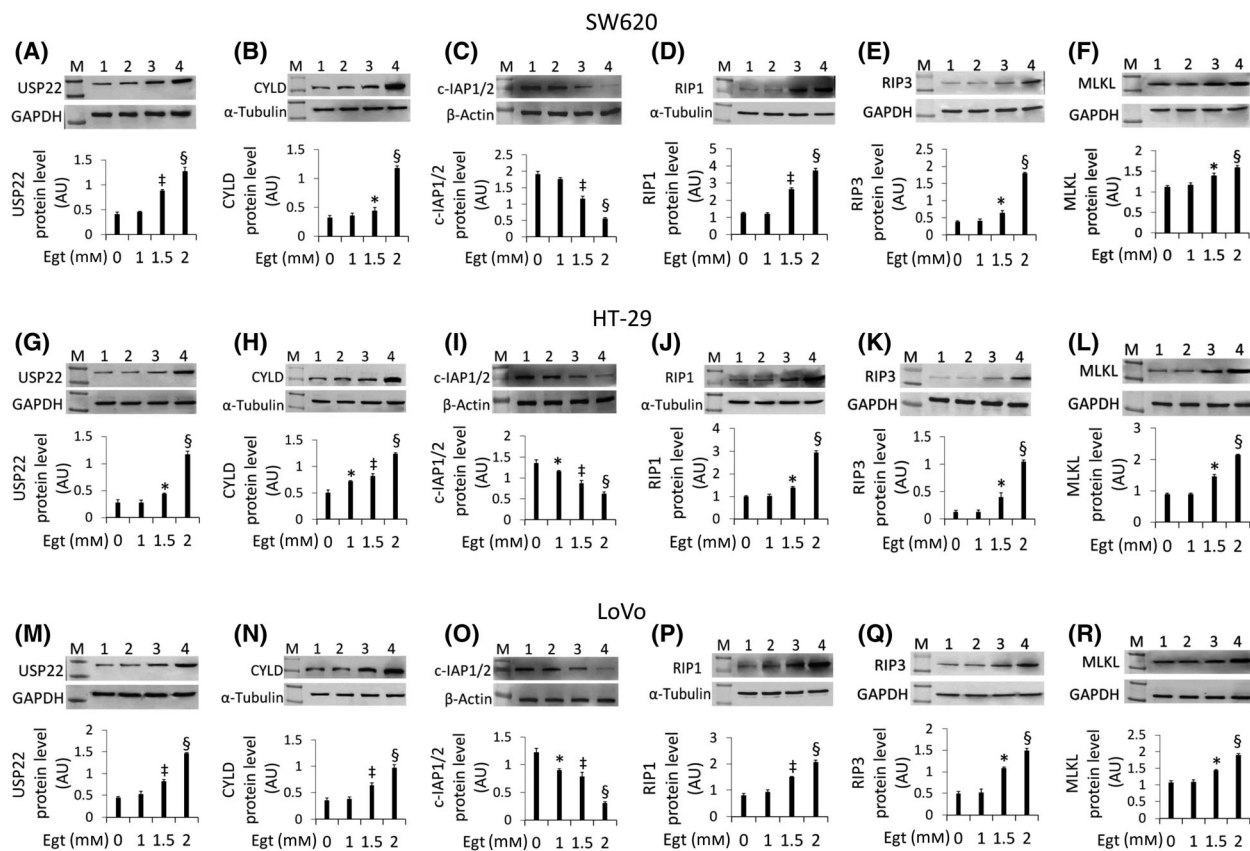 SW620
(A) M 1 2 3 4
USP22
GAPDH
USP22 protein level (AU)
1.5
1
0.5
0
Egt (mM) 0 1 1.5 2
‡ §
(B) M 1 2 3 4
CYLD
α-Tubulin
CYLD protein level (AU)
1.5
1
0.5
0
Egt (mM) 0 1 1.5 2
* §
(C) M 1 2 3 4
c-IAP1/2
β-Actin
c-IAP1/2 protein level (AU)
2.5
2
1.5
1
0.5
0
Egt (mM) 0 1 1.5 2
‡ §
(D) M 1 2 3 4
RIP1
α-Tubulin
RIP1 protein level (AU)
5
4
3
2
1
0
Egt (mM) 0 1 1.5 2
‡ §
(E) M 1 2 3 4
RIP3
GAPDH
RIP3 protein level (AU)
2
1.5
1
0.5
0
Egt (mM) 0 1 1.5 2
* §
(F) M 1 2 3 4
MLKL
GAPDH
MLKL protein level (AU)
2
1.5
1
0.5
0
Egt (mM) 0 1 1.5 2
* §
HT-29
(G) M 1 2 3 4
USP22
GAPDH
USP22 protein level (AU)
1.5
1
0.5
0
Egt (mM) 0 1 1.5 2
* §
(H) M 1 2 3 4
CYLD
α-Tubulin
CYLD protein level (AU)
1.5
1
0.5
0
Egt (mM) 0 1 1.5 2
* ‡ §
(I) M 1 2 3 4
c-IAP1/2
β-Actin
c-IAP1/2 protein level (AU)
2
1.5
1
0.5
0
Egt (mM) 0 1 1.5 2
* ‡ §
(J) M 1 2 3 4
RIP1
α-Tubulin
RIP1 protein level (AU)
4
3
2
1
0
Egt (mM) 0 1 1.5 2
* §
(K) M 1 2 3 4
RIP3
GAPDH
RIP3 protein level (AU)
1.5
1
0.5
0
Egt (mM) 0 1 1.5 2
* §
(L) M 1 2 3 4
MLKL
GAPDH
MLKL protein level (AU)
3
2
1
0
Egt (mM) 0 1 1.5 2
* §
LoVo
(M) M 1 2 3 4
USP22
GAPDH
USP22 protein level (AU)
2
1.5
1
0.5
0
Egt (mM) 0 1 1.5 2
‡ §
(N) M 1 2 3 4
CYLD
α-Tubulin
CYLD protein level (AU)
1.5
1
0.5
0
Egt (mM) 0 1 1.5 2
‡ §
(O) M 1 2 3 4
c-IAP1/2
β-Actin
c-IAP1/2 protein level (AU)
1.5
1
0.5
0
Egt (mM) 0 1 1.5 2
* ‡ §
(P) M 1 2 3 4
RIP1
α-Tubulin
RIP1 protein level (AU)
3
2
1
0
Egt (mM) 0 1 1.5 2
‡ §
(Q) M 1 2 3 4
RIP3
GAPDH
RIP3 protein level (AU)
2
1.5
1
0.5
0
Egt (mM) 0 1 1.5 2
* §
(R) M 1 2 3 4
MLKL
GAPDH
MLKL protein level (AU)
2.5
2
1.5
1
0.5
0
Egt (mM) 0 1 1.5 2
* §